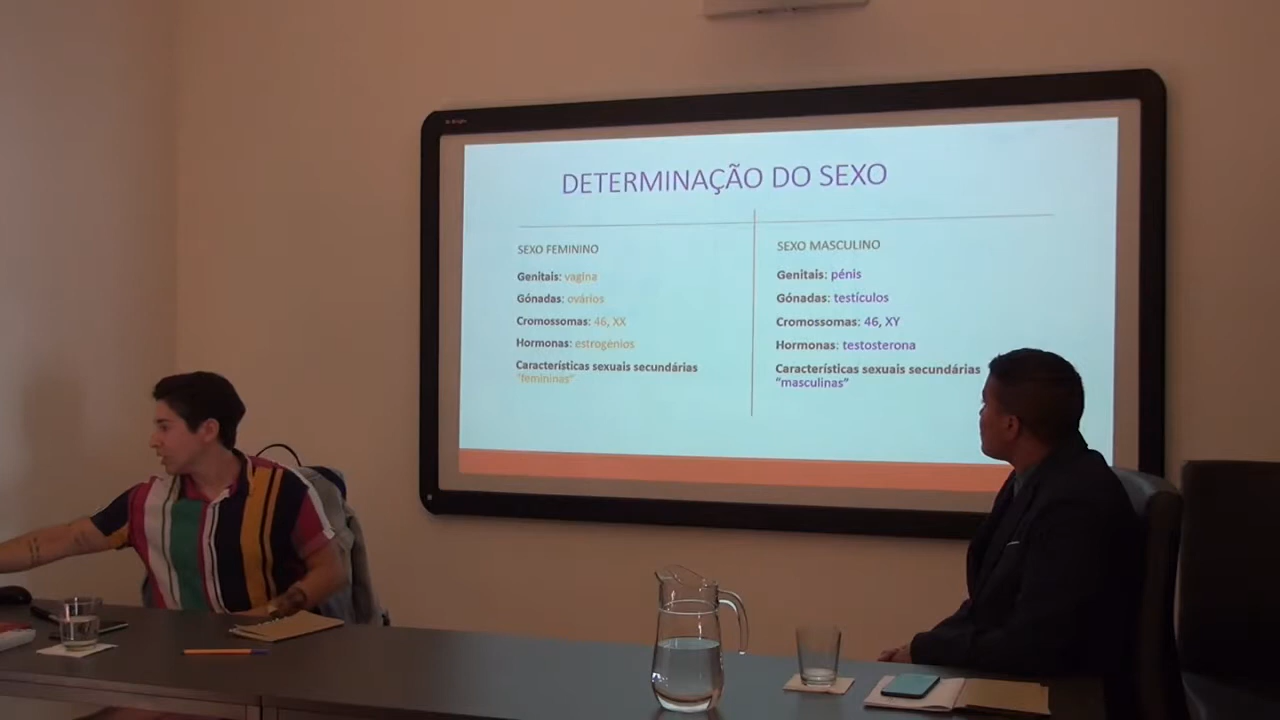 DETERMINAÇÃO DO SEXO
SEXO FEMININO
Genitais: vagina
Gónadas: ovários
Cromossomas: 46, XX
Hormonas: estrogénios
Características sexuais secundárias
"femininas"
SEXO MASCULINO
Genitais: pénis
Gónadas: testículos
Cromossomas: 46, XY
Hormonas: testosterona
Características sexuais secundárias
"masculinas"